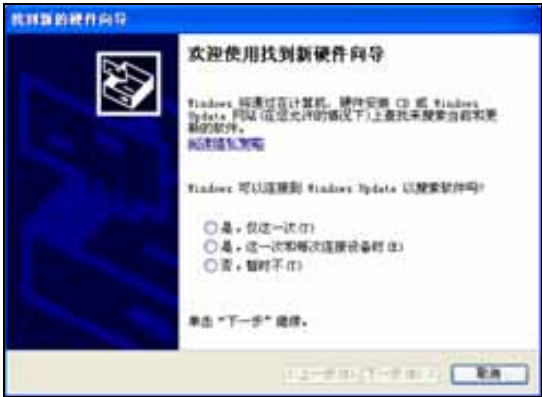 找到新的硬件向导
欢迎使用找到新硬件向导
Windows 将通过在计算机、硬件安装 CD 或 Windows
Update 网站(在您允许的情况下)上查找来搜索当前和更
新的软件。
阅读隐私策略
Windows 可以连接到 Windows Update 以搜索软件吗?
是，仅这一次(Y)
是，这一次和每次连接设备时(E)
否，暂时不(T)
单击“下一步”继续。
<上一步(B)
下一步(N)>
取消